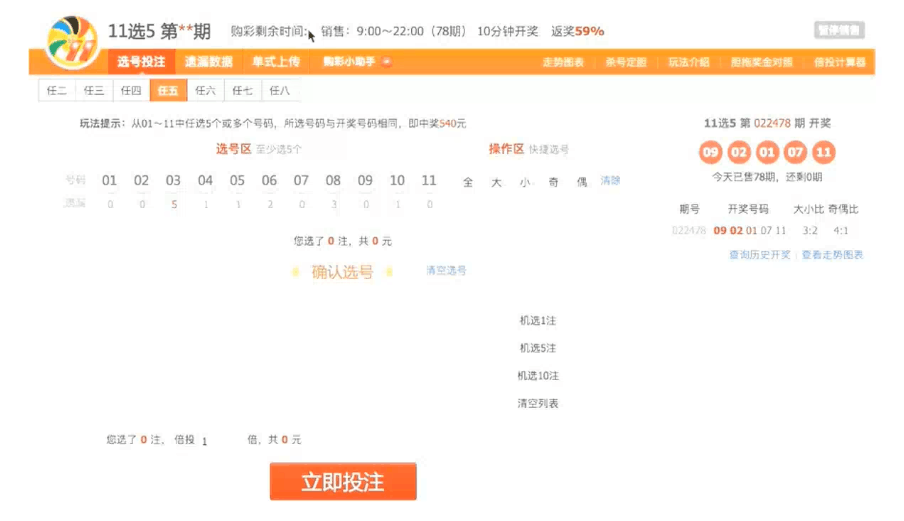 11选5 第**期 购彩剩余时间: 销售：9:00～22:00（78期） 10分钟开奖 返奖59% 暂停销售
选号投注 遗漏数据 单式上传 购彩小助手 走势图表 杀号定胆 玩法介绍 胆拖奖金对照 倍投计算器
任二 任三 任四 任五 任六 任七 任八
玩法提示：从01～11中任选5个或多个号码，所选号码与开奖号码相同，即中奖540元
选号区 至少选5个 操作区 快捷选号
号码 01 02 03 04 05 06 07 08 09 10 11 全 大 小 奇 偶 清除
遗漏 0 0 5 1 1 2 0 3 0 1 0
您选了 0 注，共 0 元
确认选号 清空选号
机选1注
机选5注
机选10注
清空列表
您选了 0 注， 倍投 1 倍，共 0 元
立即投注
11选5 第 022478 期 开奖
09 02 01 07 11
今天已售78期，还剩0期
期号 开奖号码 大小比 奇偶比
022478 09 02 01 07 11 3:2 4:1
查询历史开奖 | 查看走势图表